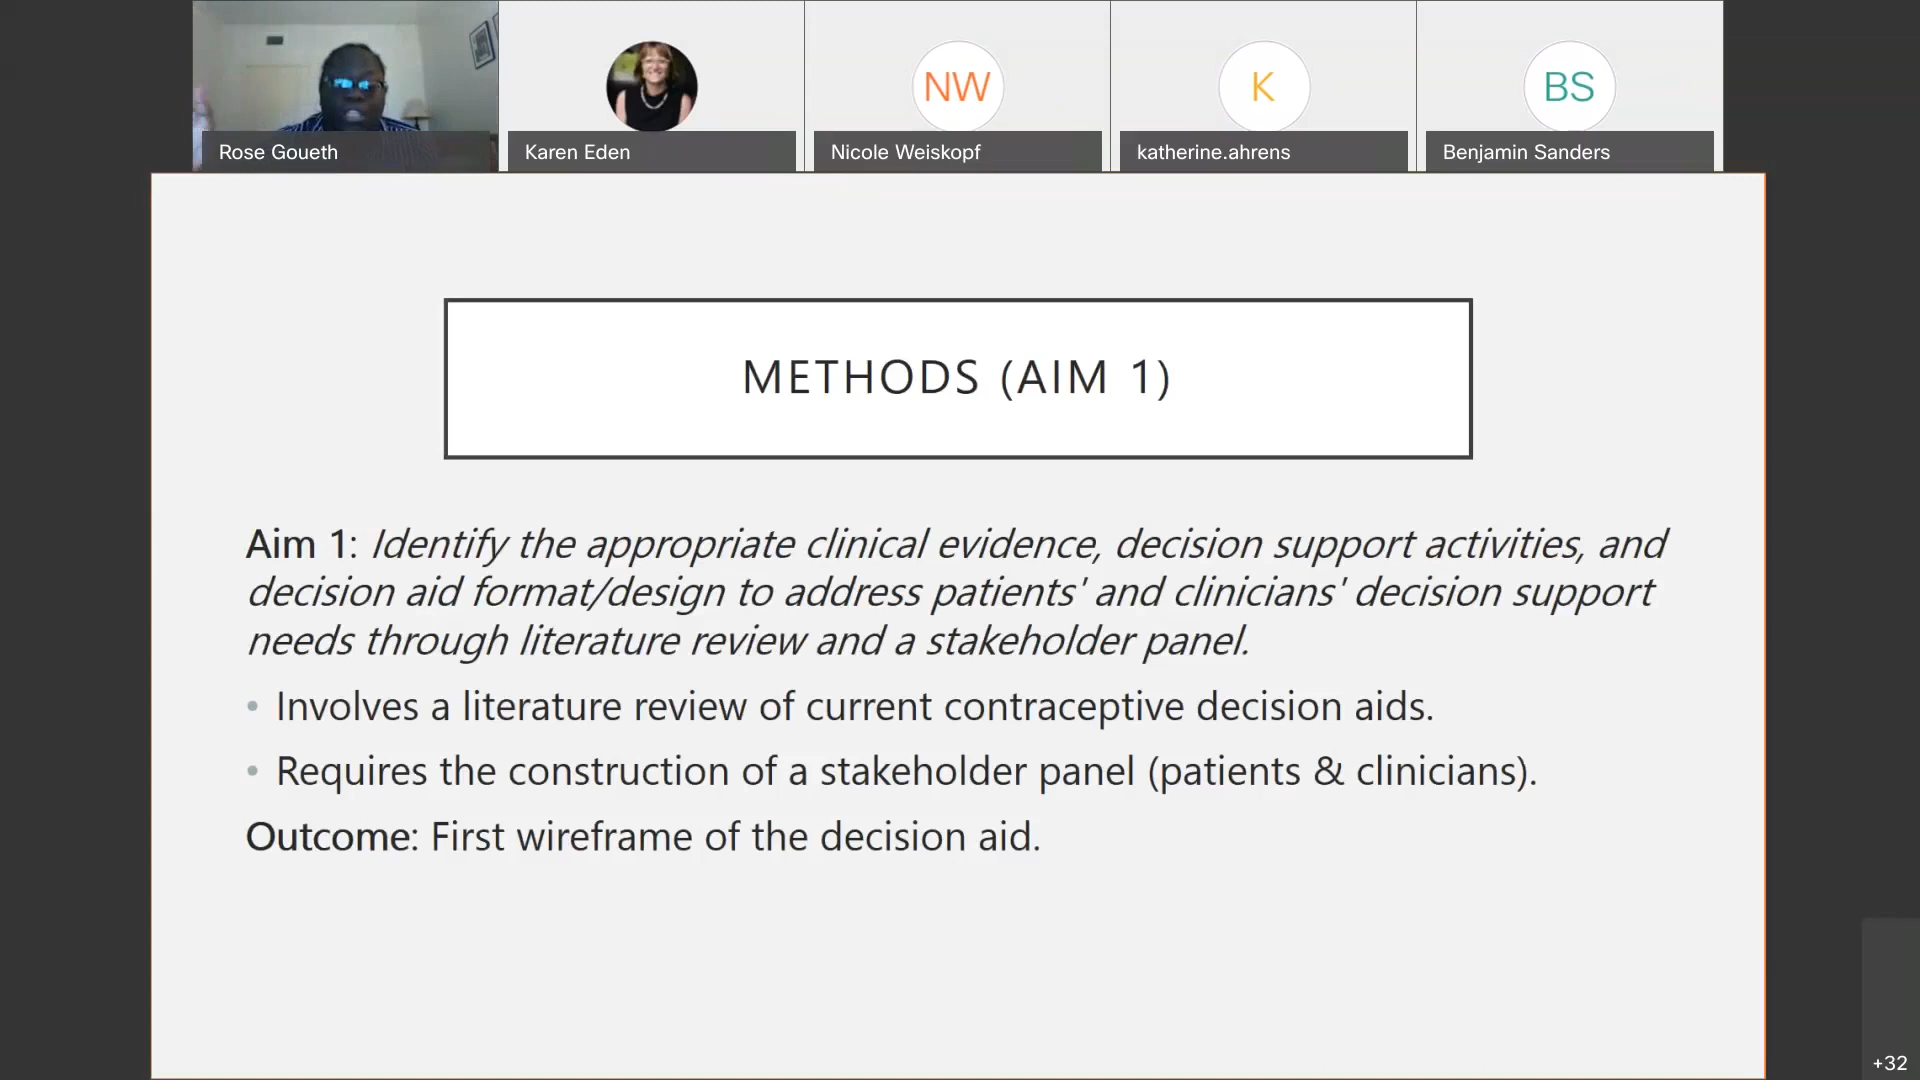 NW
K
BS
Rose Goueth
Karen Eden
Nicole Weiskopf
katherine.ahrens
Benjamin Sanders
METHODS (AIM 1)
Aim 1: Identify the appropriate clinical evidence, decision support activities, and
decision aid format/design to address patients' and clinicians' decision support
needs through literature review and a stakeholder panel.
• Involves a literature review of current contraceptive decision aids.
• Requires the construction of a stakeholder panel (patients & clinicians).
Outcome: First wireframe of the decision aid.
+32